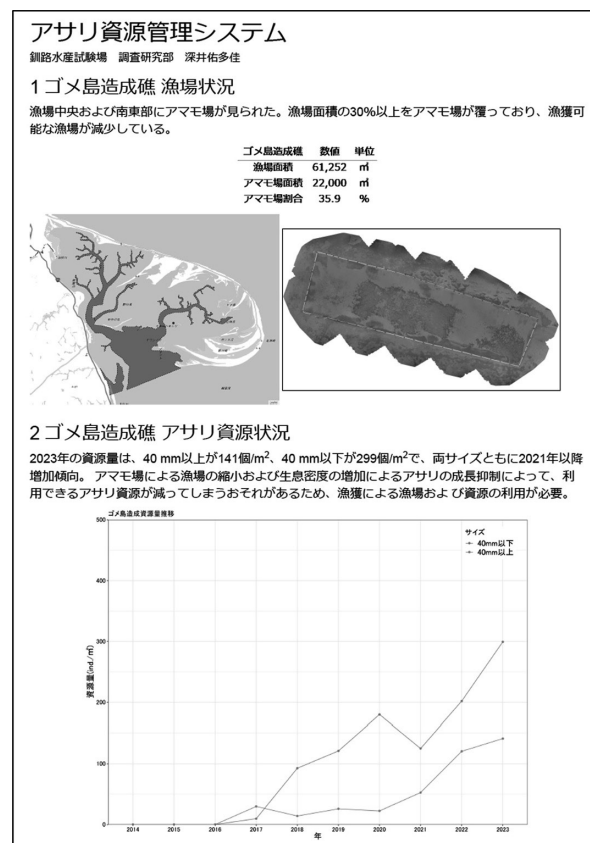 アサリ資源管理システム
釧路水産試験場 調査研究部 深井佑多佳
1 ゴメ島造成礁 漁場状況
漁場中央および南東部にアマモ場が見られた。漁場面積の30%以上をアマモ場が覆っており、漁獲可
能な漁場が減少している。
ゴメ島造成礁 数値 単位
漁場面積 61,252 ㎡
アマモ場面積 22,000 ㎡
アマモ場割合 35.9 %
2 ゴメ島造成礁 アサリ資源状況
2023年の資源量は、40 mm以上が141個/m²、40 mm以下が299個/m²で、両サイズともに2021年以降
増加傾向。 アマモ場による漁場の縮小および生息密度の増加によるアサリの成長抑制によって、利
用できるアサリ資源が減ってしまうおそれがあるため、漁獲による漁場および資源の利用が必要。
ゴメ島造成資源量推移
サイズ
40mm以下
40mm以上
資源量(ind./㎡)
500
400
300
200
100
0
2014 2015 2016 2017 2018 2019 2020 2021 2022 2023
年